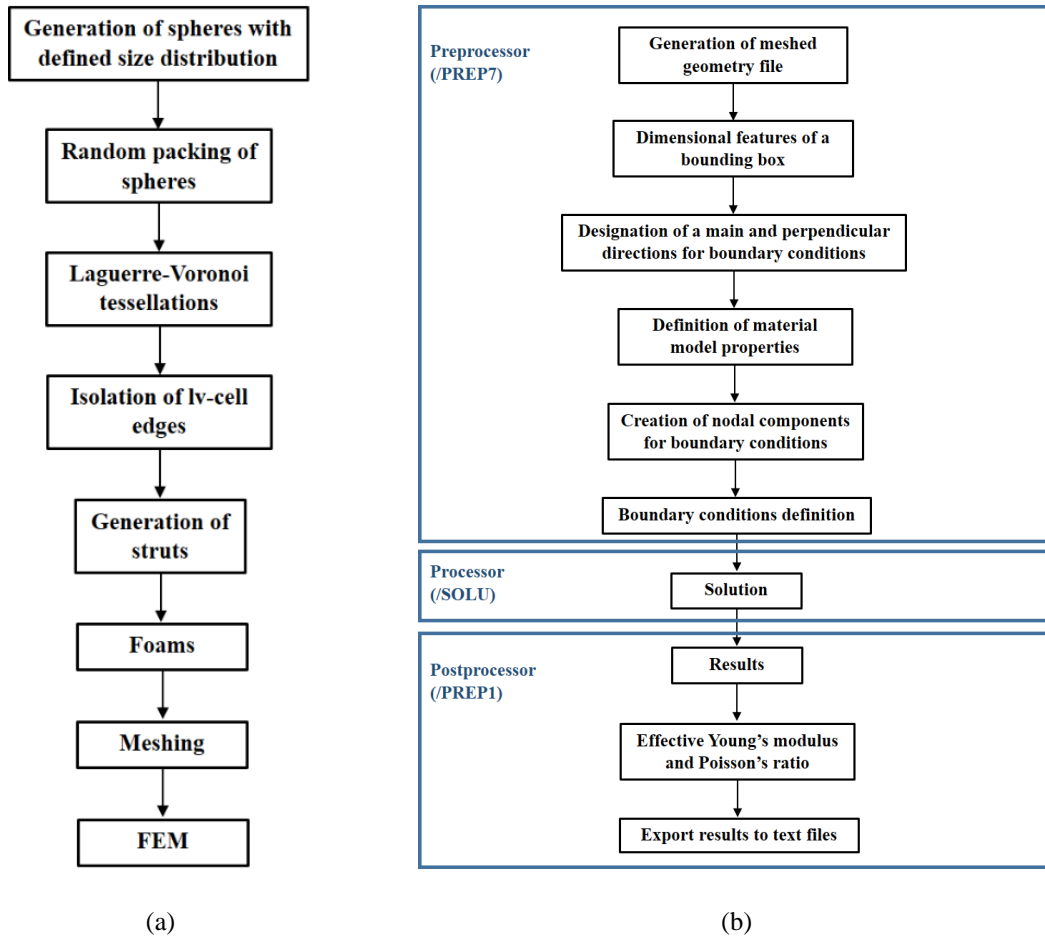 Generation of spheres with
defined size distribution
Random packing of
spheres
Laguerre-Voronoi
tessellations
Isolation of lv-cell
edges
Generation of
struts
Foams
Meshing
FEM
(a)
Preprocessor
(/PREP7)
Generation of meshed
geometry file
Dimensional features of a
bounding box
Designation of a main and perpendicular
directions for boundary conditions
Definition of material
model properties
Creation of nodal components
for boundary conditions
Boundary conditions definition
Processor
(/SOLU)
Solution
Postprocessor
(/PREP1)
Results
Effective Young's modulus
and Poisson's ratio
Export results to text files
(b)